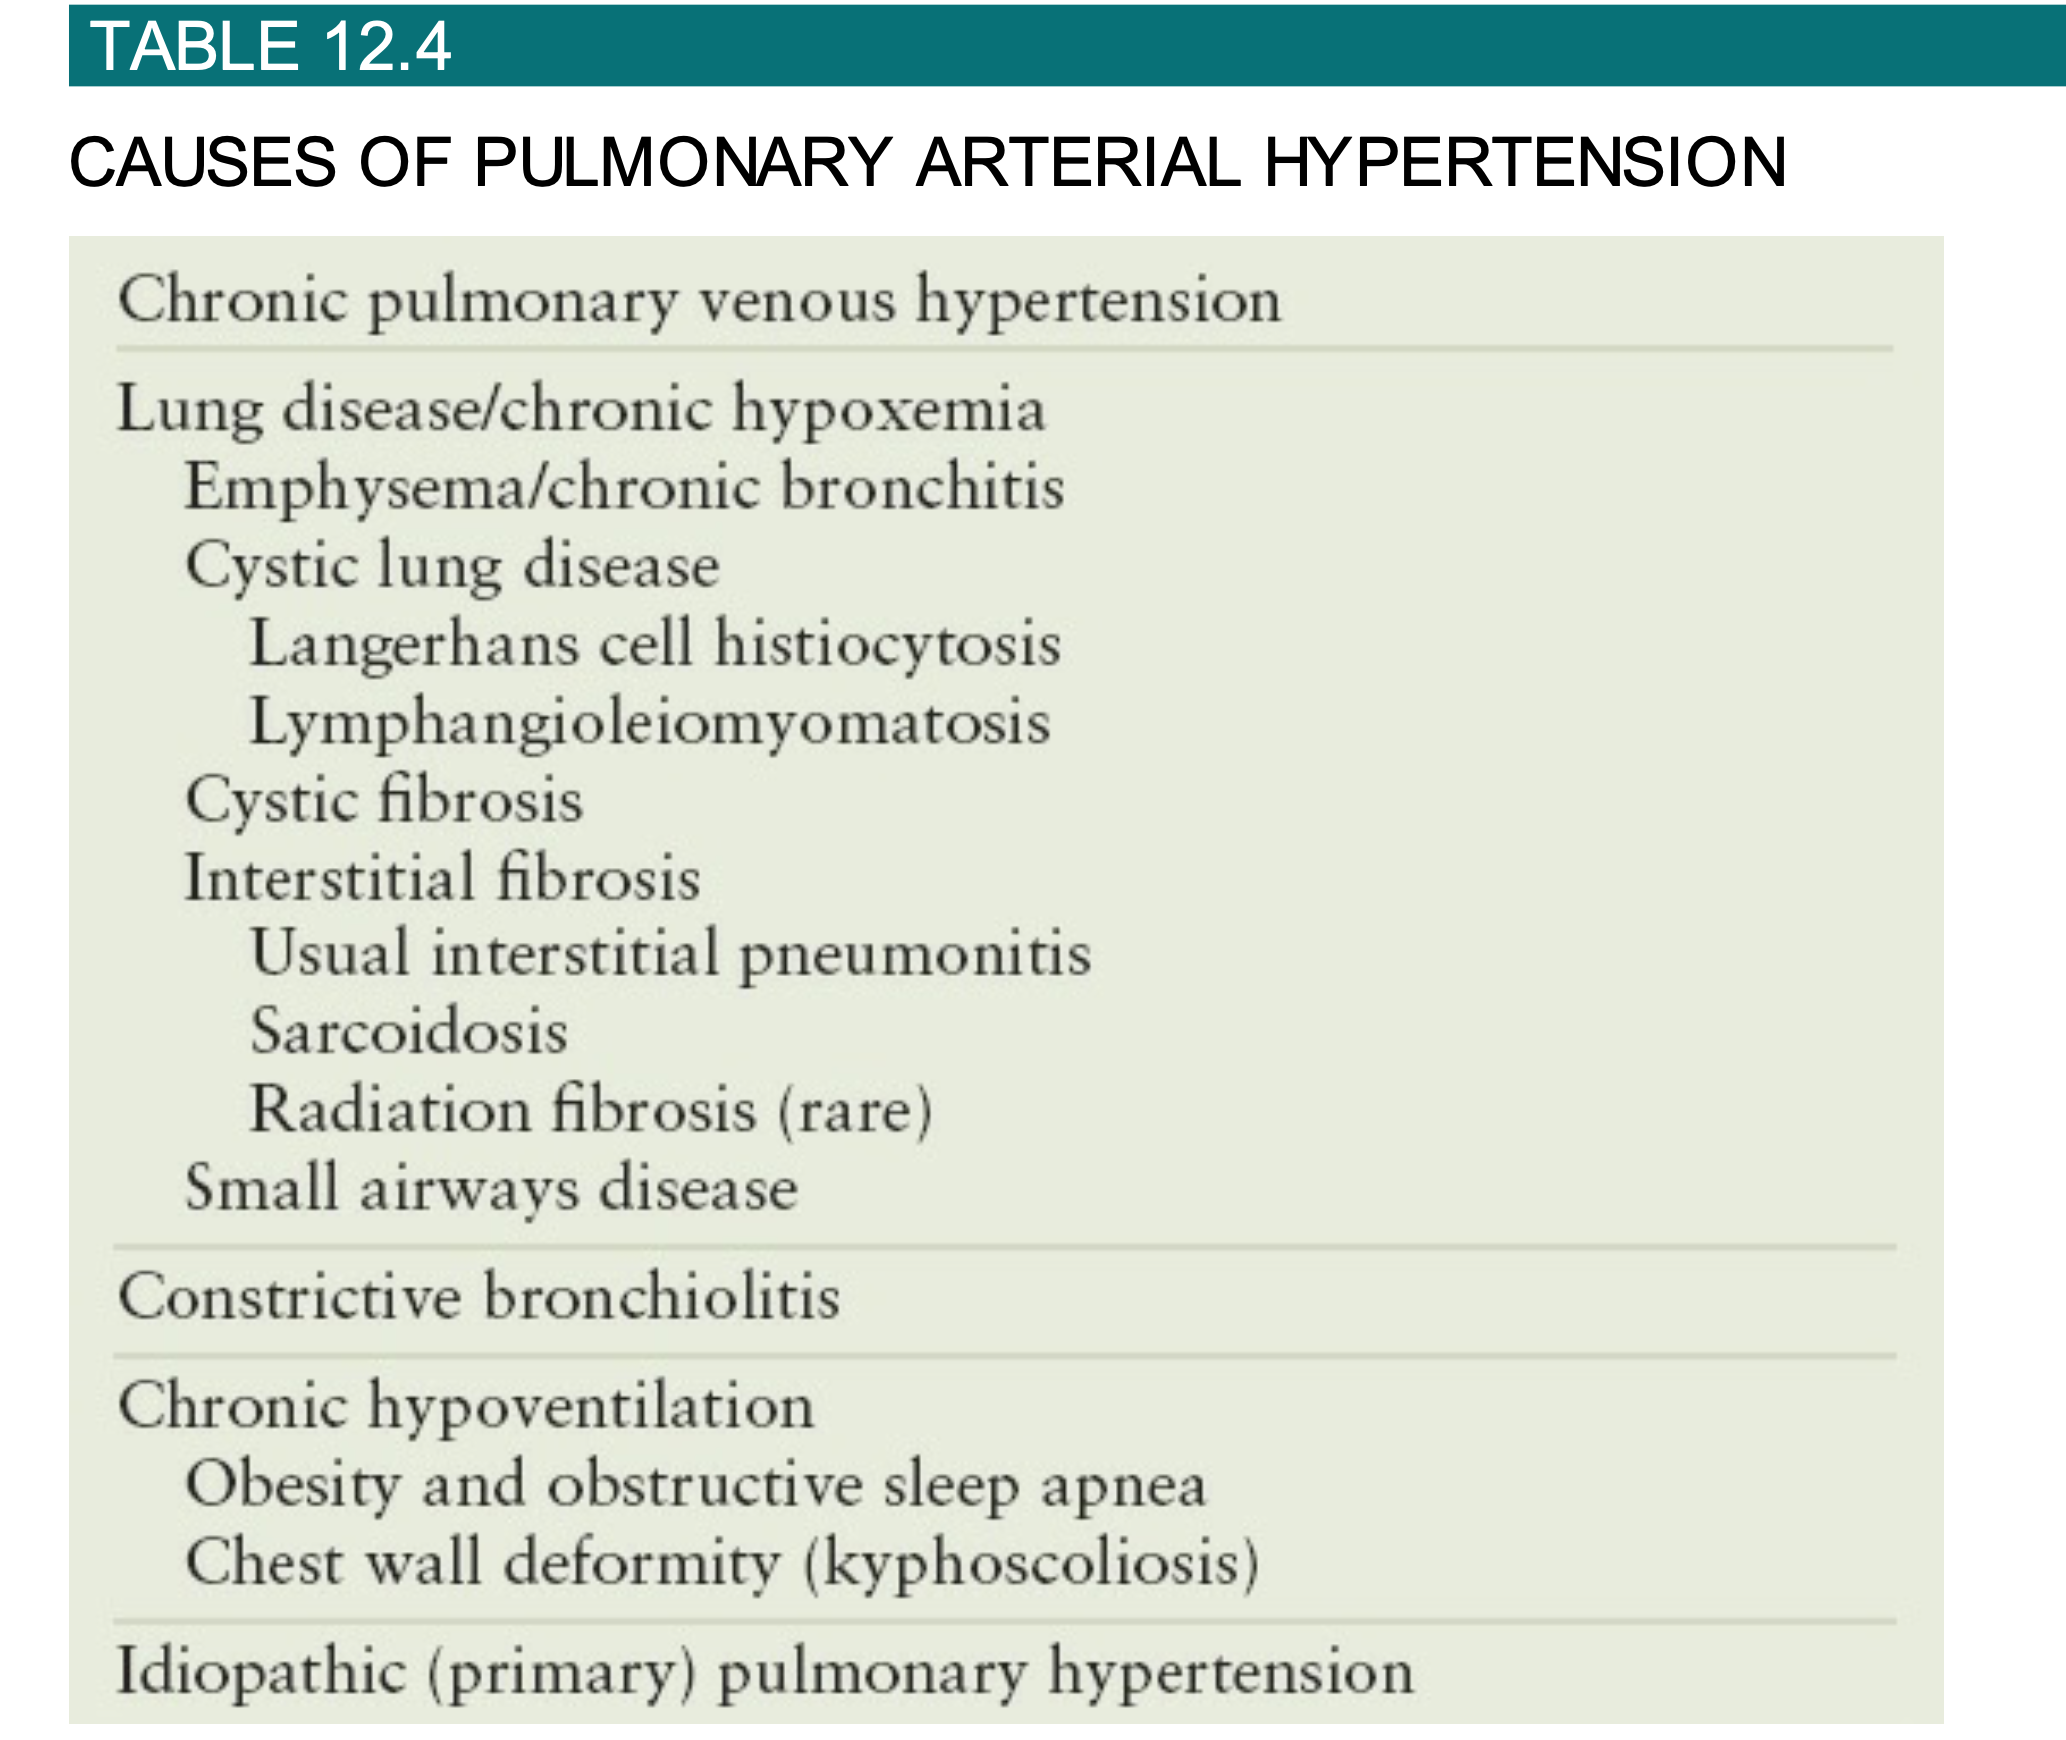 TABLE 12.4
CAUSES OF PULMONARY ARTERIAL HYPERTENSION
Chronic pulmonary venous hypertension
Lung disease/chronic hypoxemia
Emphysema/chronic bronchitis
Cystic lung disease
Langerhans cell histiocytosis
Lymphangioleiomyomatosis
Cystic fibrosis
Interstitial fibrosis
Usual interstitial pneumonitis
Sarcoidosis
Radiation fibrosis (rare)
Small airways disease
Constrictive bronchiolitis
Chronic hypoventilation
Obesity and obstructive sleep apnea
Chest wall deformity (kyphoscoliosis)
Idiopathic (primary) pulmonary hypertension